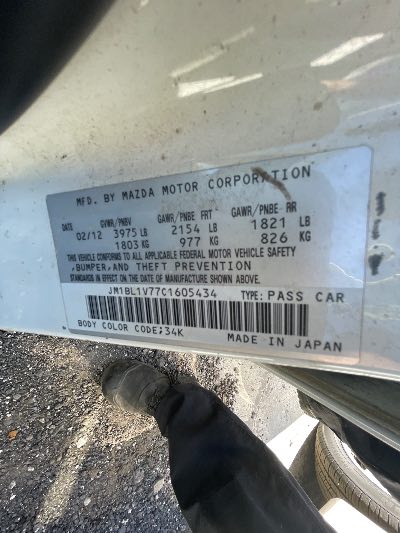 MFD. BY MAZDA MOTOR CORPORATION
DATE GVWR/PNBV GAWR/PNBE FRT GAWR/PNBE RR
02/12 3975 LB 2154 LB 1821 LB
1803 KG 977 KG 826 KG
THIS VEHICLE CONFORMS TO ALL APPLICABLE FEDERAL MOTOR VEHICLE SAFETY
,BUMPER,AND THEFT PREVENTION
STANDARDS IN EFFECT ON THE DATE OF MANUFACTURE SHOWN ABOVE.
JM1BL1V77C1605434 TYPE: PASS CAR
BODY COLOR CODE;34K MADE IN JAPAN